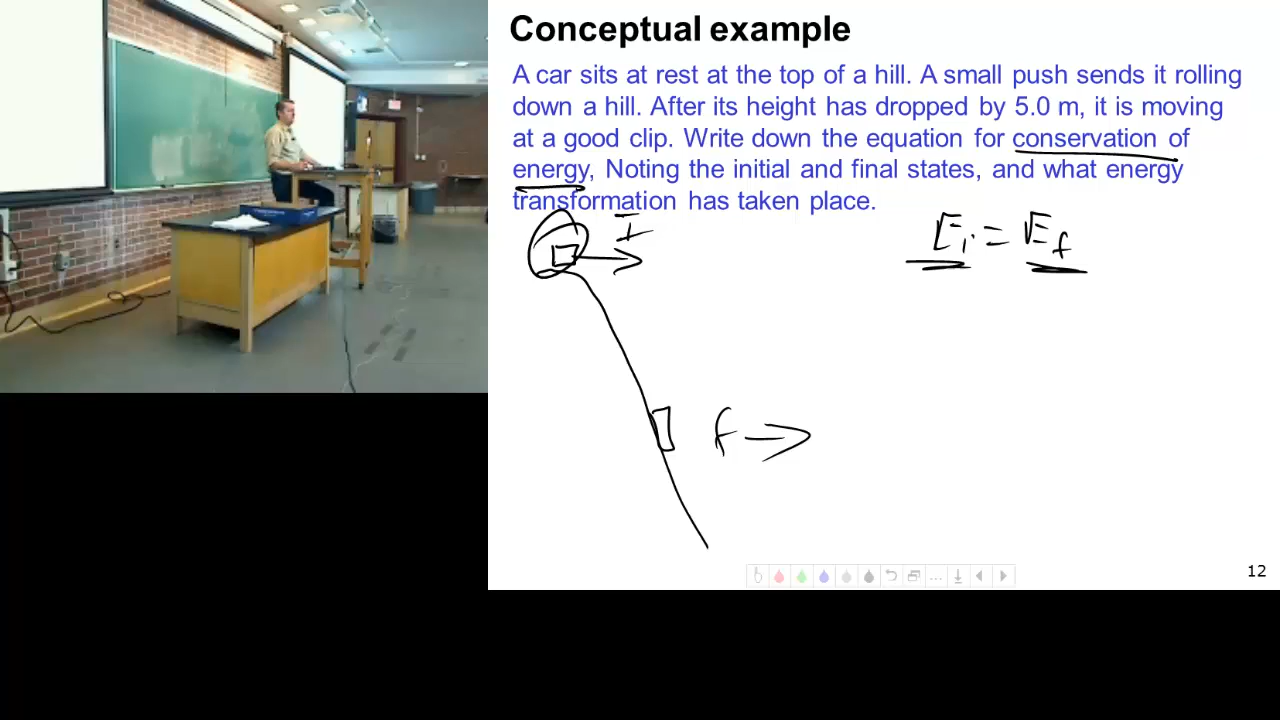 Conceptual example
A car sits at rest at the top of a hill. A small push sends it rolling
down a hill. After its height has dropped by 5.0 m, it is moving
at a good clip. Write down the equation for conservation of
energy, Noting the initial and final states, and what energy
transformation has taken place.
I
Ei = Ef
f
12